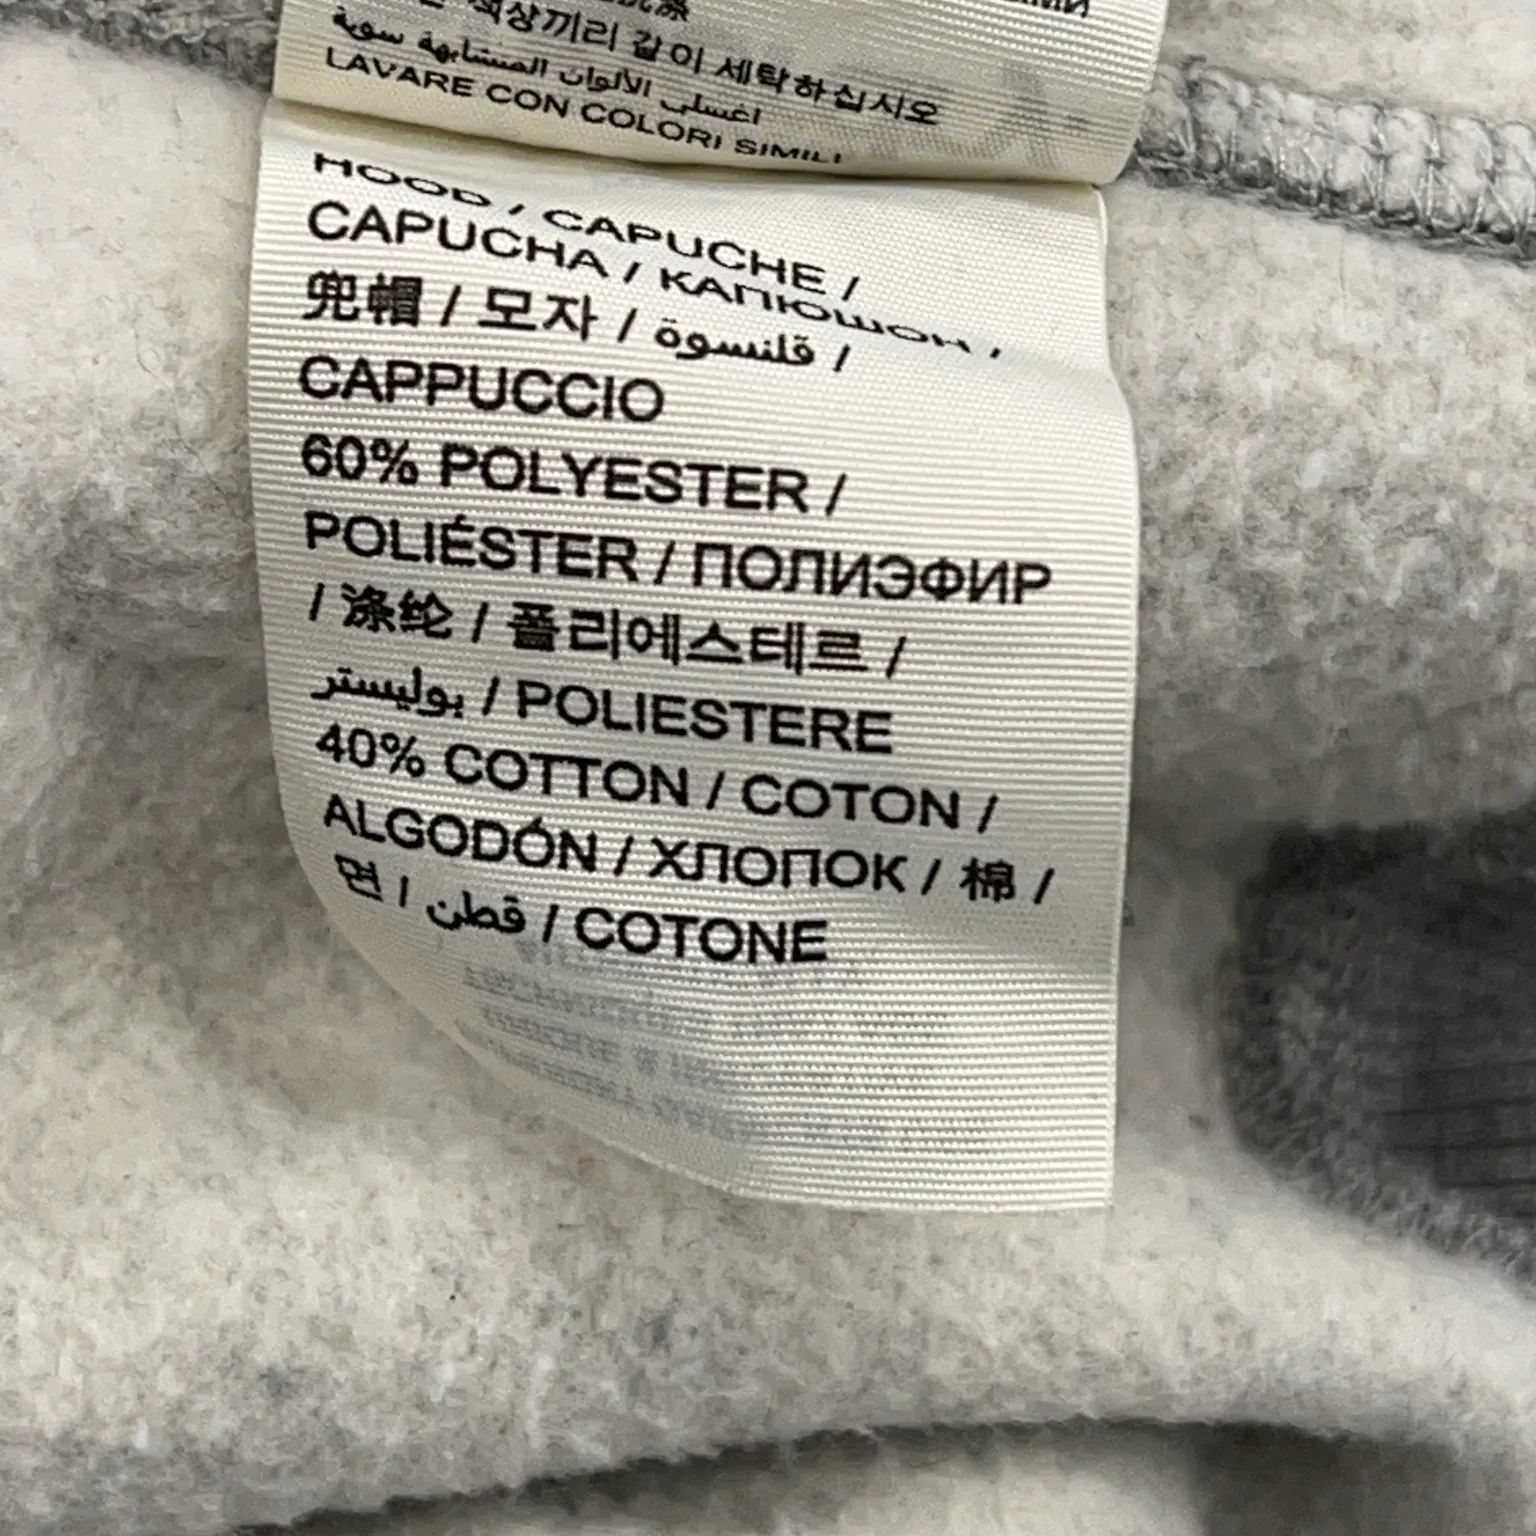 색상끼리 같이 세탁하십시오
اغسلي الألوان المتشابهة سوية
LAVARE CON COLORI SIMILI
HOOD / CAPUCHE /
CAPUCHA / КАПЮШОН /
兜帽 / 모자 / قلنسوة /
CAPPUCCIO
60% POLYESTER /
POLIÉSTER / ПОЛИЭФИР
/ 涤纶 / 폴리에스테르 /
بوليستر / POLIESTERE
40% COTTON / COTON /
ALGODÓN / ХЛОПОК / 棉 /
면 / قطن / COTONE